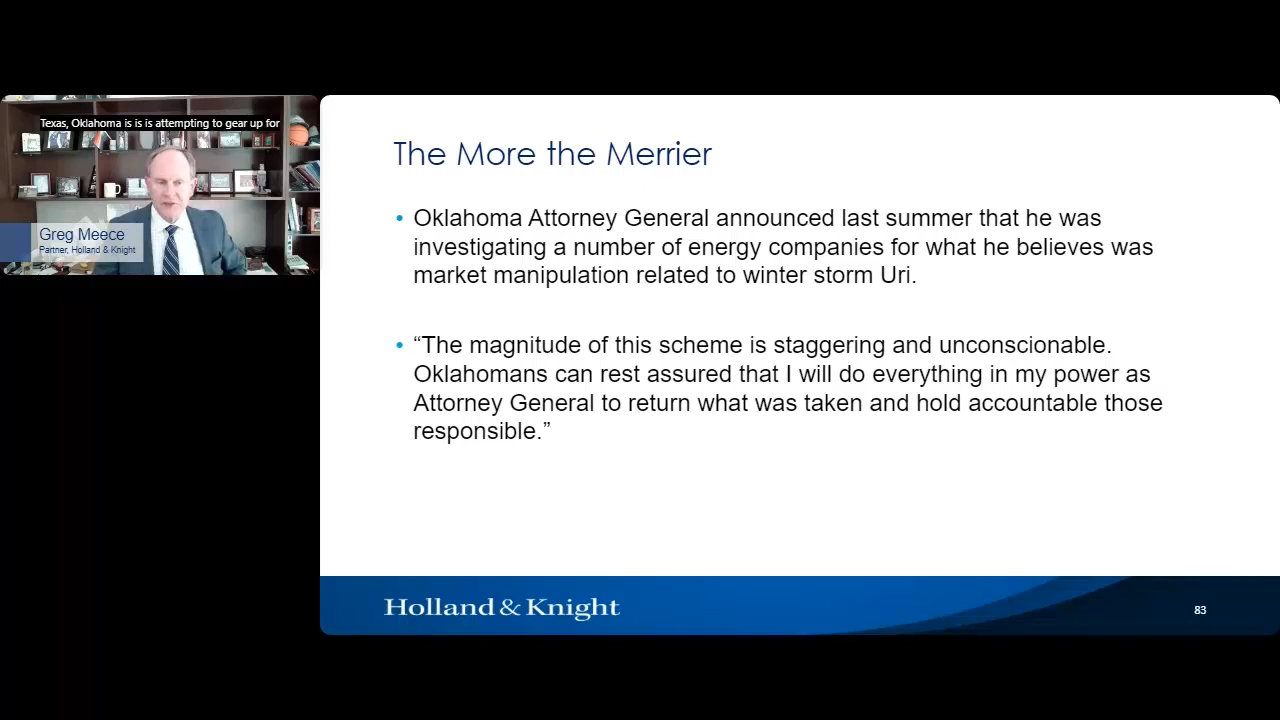 Texas, Oklahoma is is is attempting to gear up for
Greg Meece
Partner, Holland & Knight
The More the Merrier
• Oklahoma Attorney General announced last summer that he was
investigating a number of energy companies for what he believes was
market manipulation related to winter storm Uri.
• “The magnitude of this scheme is staggering and unconscionable.
Oklahomans can rest assured that I will do everything in my power as
Attorney General to return what was taken and hold accountable those
responsible.”
Holland & Knight
83